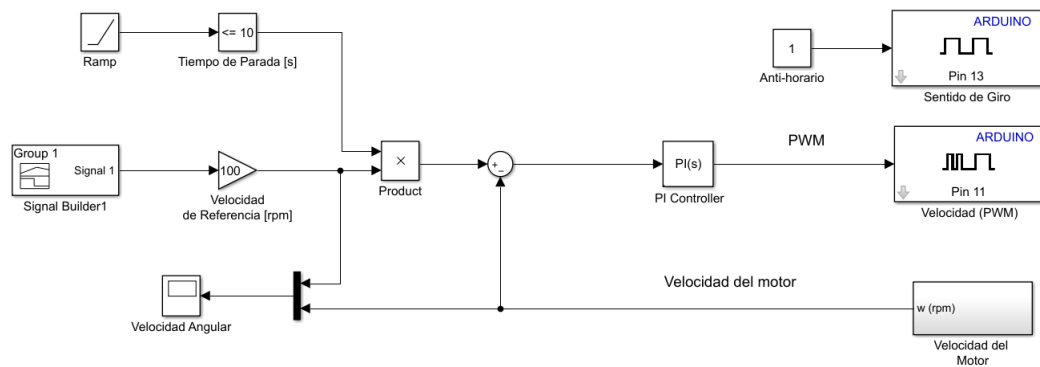 Ramp
<= 10
Tiempo de Parada [s]
1
Anti-horario
ARDUINO
Pin 13
Sentido de Giro
Group 1
Signal 1
Signal Builder1
100
Velocidad
de Referencia [rpm]
×
Product
+
−
PI(s)
PI Controller
PWM
ARDUINO
Pin 11
Velocidad (PWM)
Velocidad Angular
Velocidad del motor
w (rpm)
Velocidad del
Motor